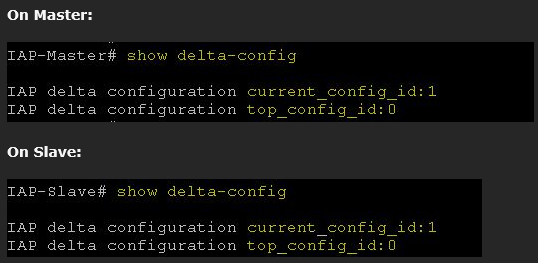 On Master:
IAP-Master# show delta-config
IAP delta configuration current_config_id:1
IAP delta configuration top_config_id:0
On Slave:
IAP-Slave# show delta-config
IAP delta configuration current_config_id:1
IAP delta configuration top_config_id:0